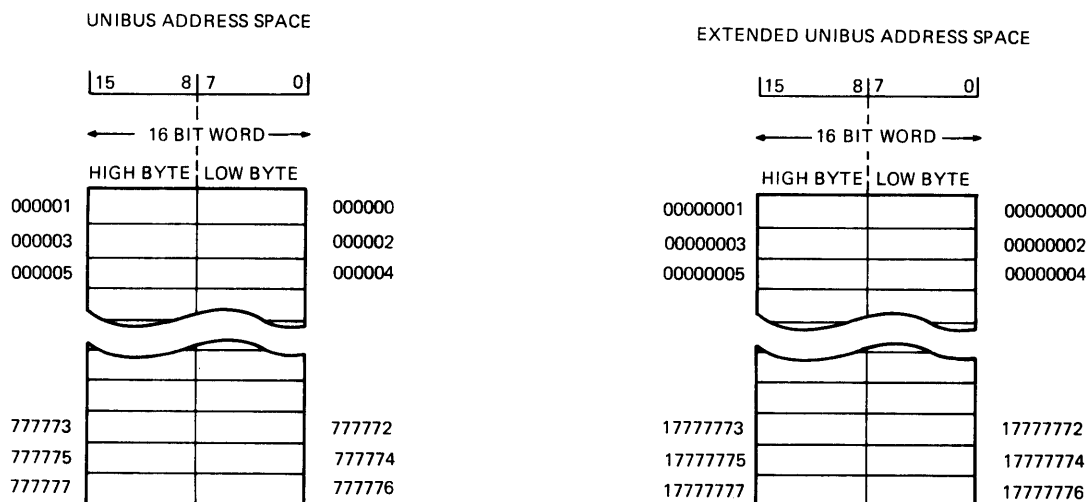 UNIBUS ADDRESS SPACE
15 8 7 0
16 BIT WORD
HIGH BYTE LOW BYTE
000001 000000
000003 000002
000005 000004
777773 777772
777775 777774
777777 777776
EXTENDED UNIBUS ADDRESS SPACE
15 8 7 0
16 BIT WORD
HIGH BYTE LOW BYTE
00000001 00000000
00000003 00000002
00000005 00000004
17777773 17777772
17777775 17777774
17777777 17777776